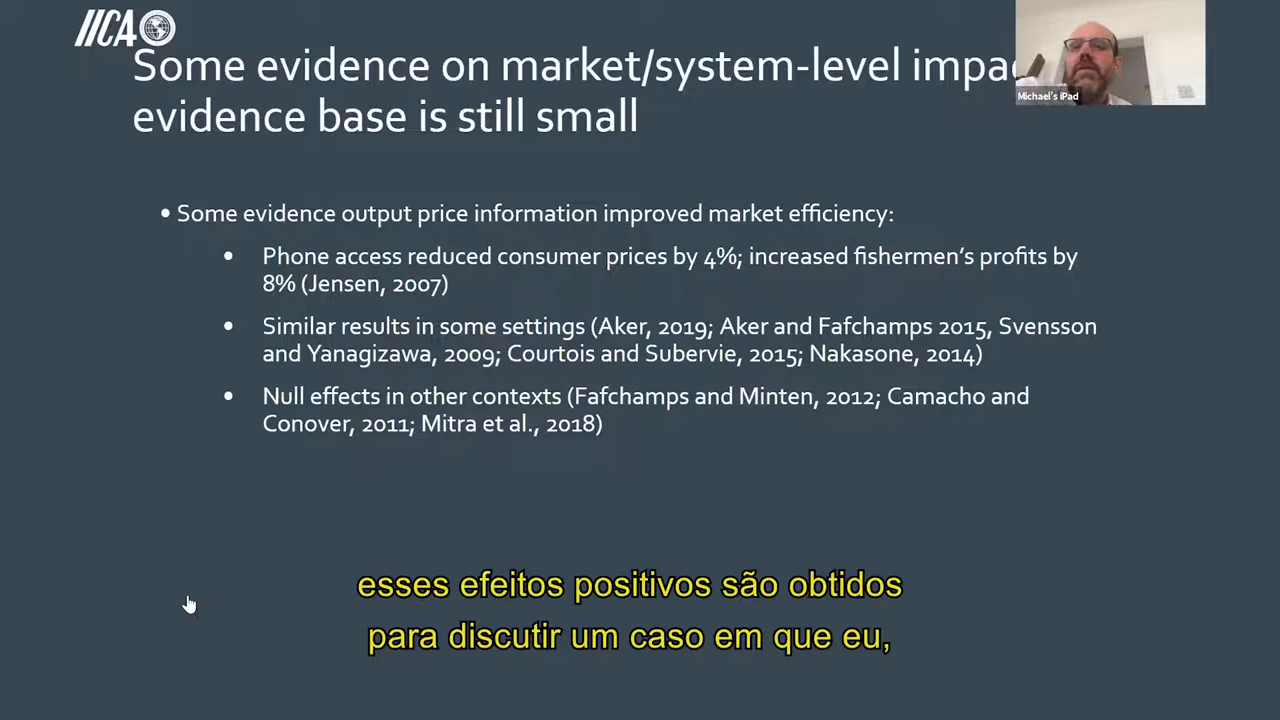 IICA
Some evidence on market/system-level impac
evidence base is still small
Michael's iPad
• Some evidence output price information improved market efficiency:
• Phone access reduced consumer prices by 4%; increased fishermen's profits by
8% (Jensen, 2007)
• Similar results in some settings (Aker, 2019; Aker and Fafchamps 2015, Svensson
and Yanagizawa, 2009; Courtois and Subervie, 2015; Nakasone, 2014)
• Null effects in other contexts (Fafchamps and Minten, 2012; Camacho and
Conover, 2011; Mitra et al., 2018)
esses efeitos positivos são obtidos
para discutir um caso em que eu,